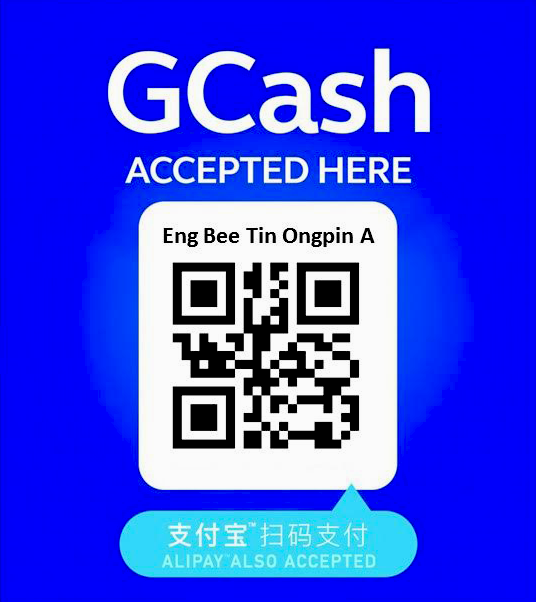 GCash
ACCEPTED HERE
Eng Bee Tin Ongpin A
支付宝™扫码支付
ALIPAY™ALSO ACCEPTED